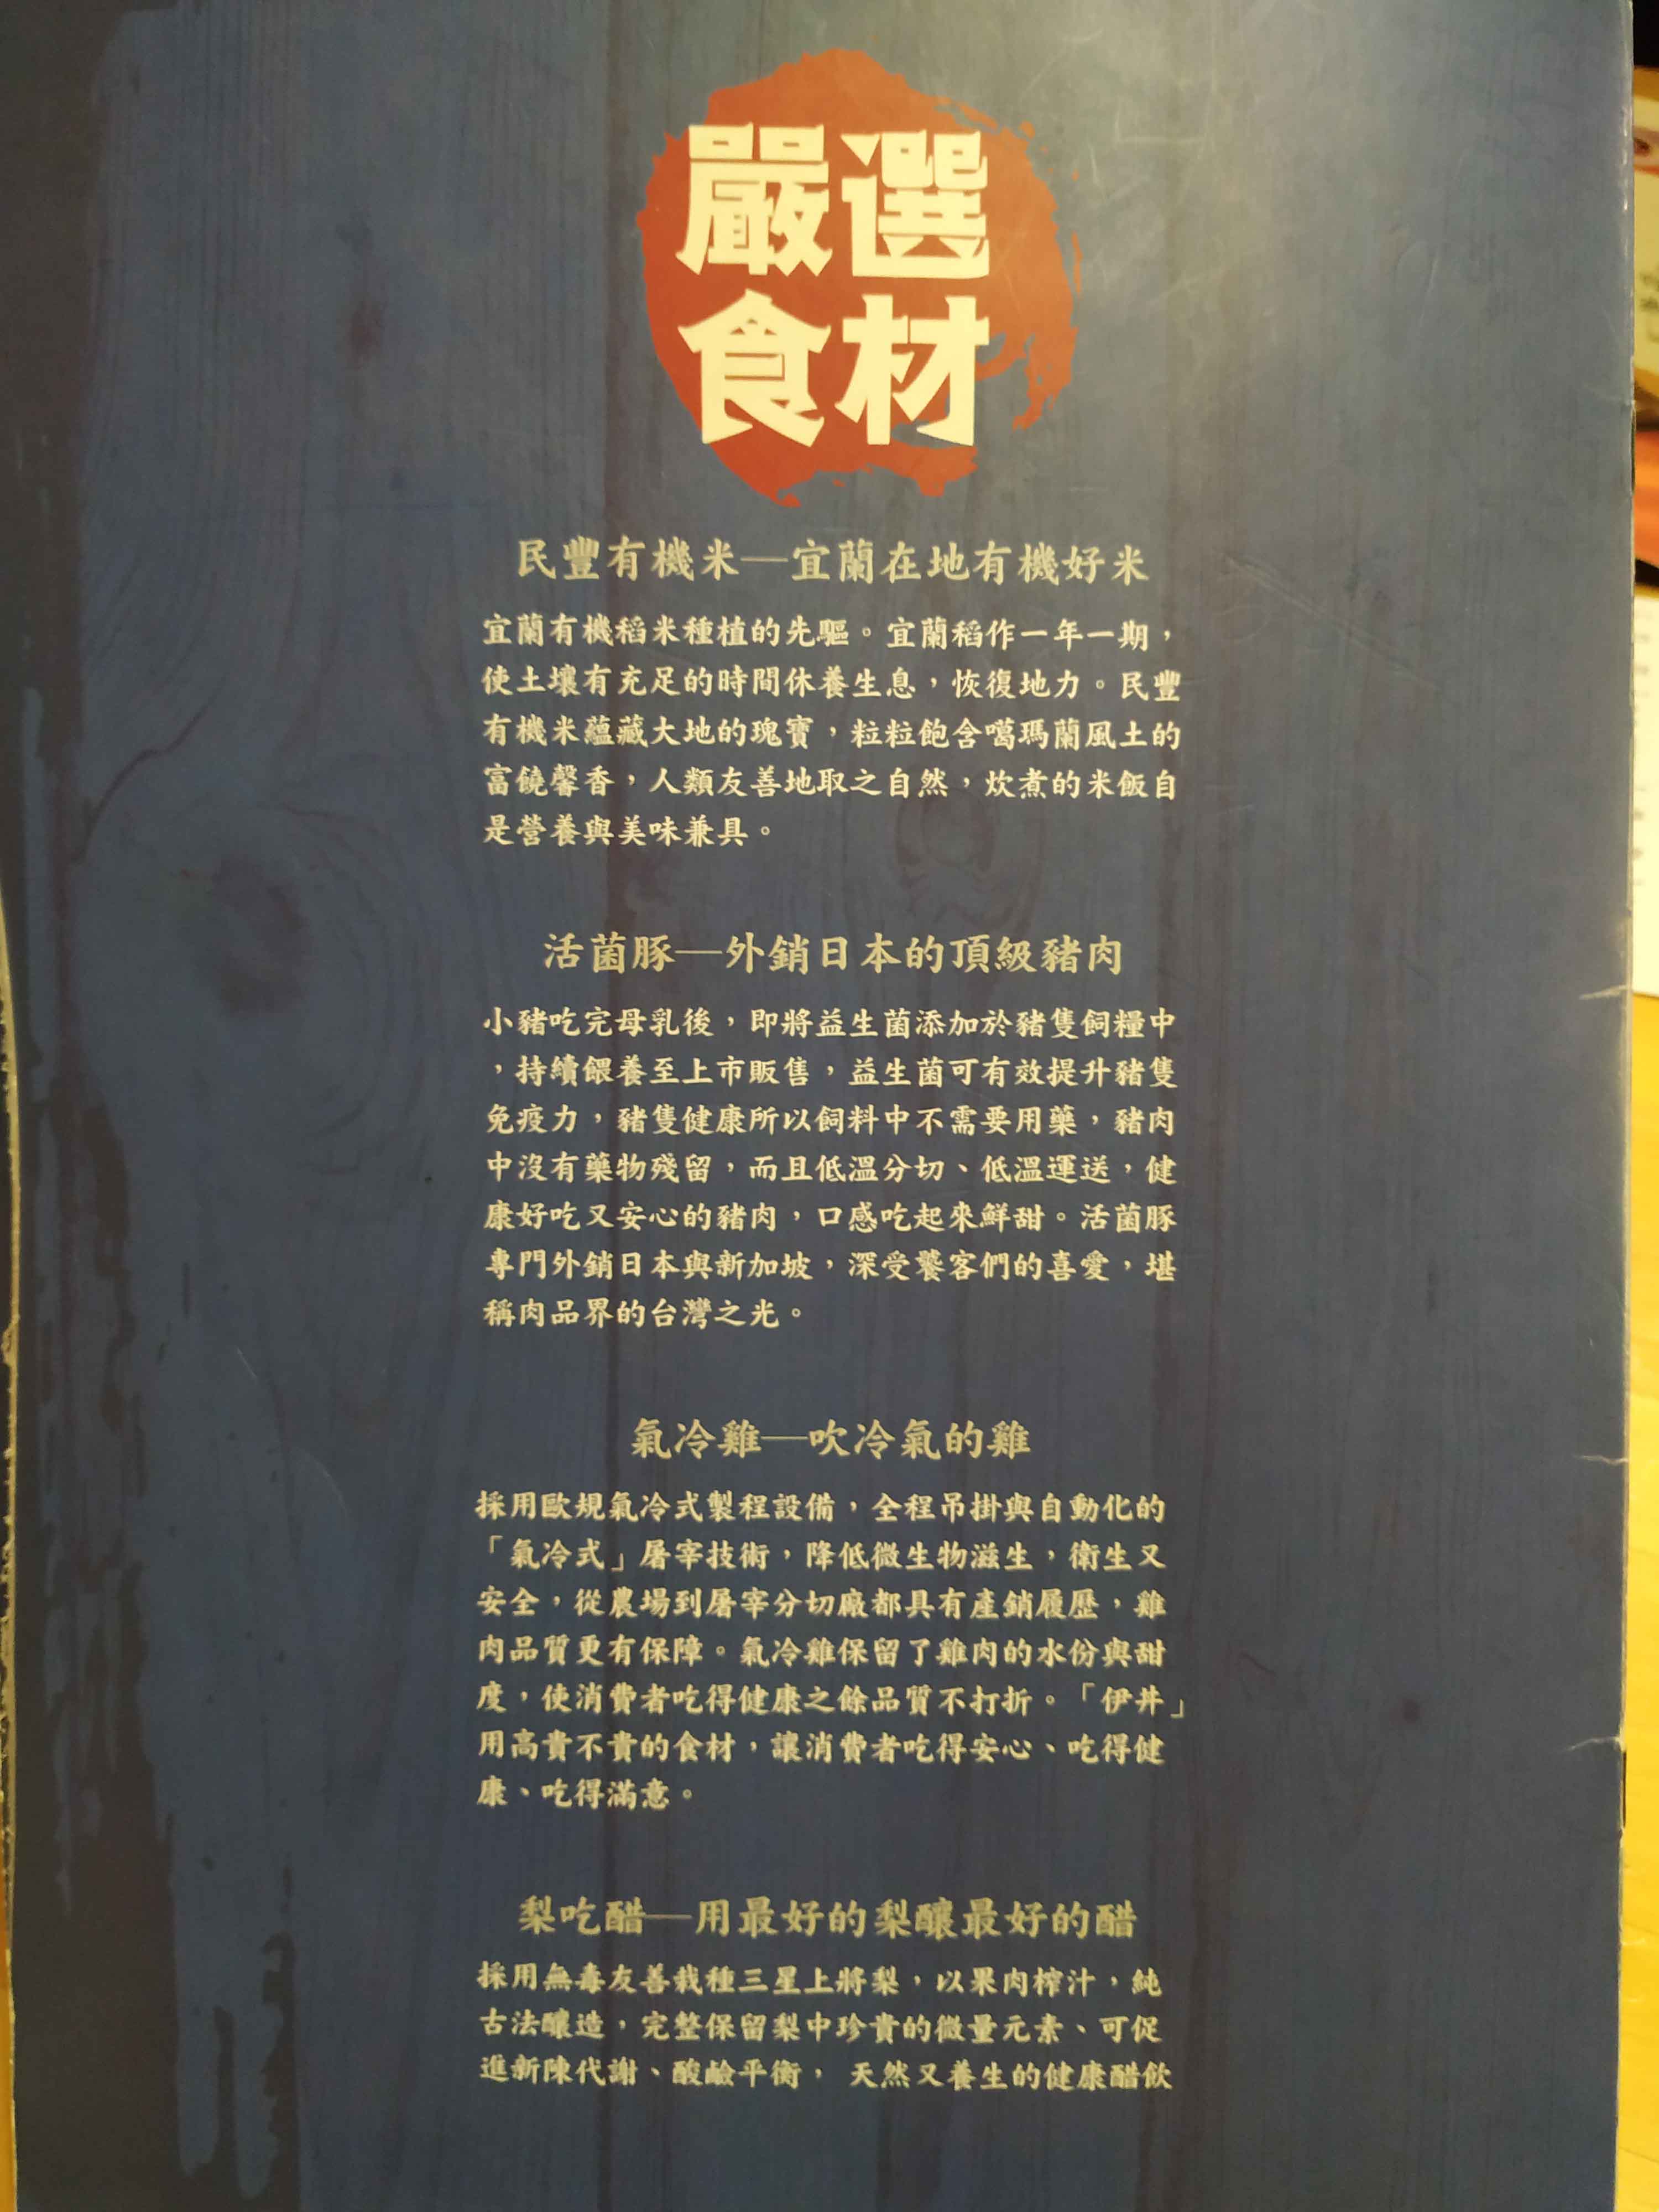 嚴選
食材
民豐有機米—宜蘭在地有機好米
宜蘭有機稻米種植的先驅。宜蘭稻作一年一期，
使土壤有充足的時間休養生息，恢復地力。民豐
有機米蘊藏大地的瑰寶，粒粒飽含噶瑪蘭風土的
富饒馨香，人類友善地取之自然，炊煮的米飯自
是營養與美味兼具。
活菌豚—外銷日本的頂級豬肉
小豬吃完母乳後，即將益生菌添加於豬隻飼糧中
，持續餵養至上市販售，益生菌可有效提升豬隻
免疫力，豬隻健康所以飼料中不需要用藥，豬肉
中沒有藥物殘留，而且低溫分切、低溫運送，健
康好吃又安心的豬肉，口感吃起來鮮甜。活菌豚
專門外銷日本與新加坡，深受饕客們的喜愛，堪
稱肉品界的台灣之光。
氣冷雞—吹冷氣的雞
採用歐規氣冷式製程設備，全程吊掛與自動化的
「氣冷式」屠宰技術，降低微生物滋生，衛生又
安全，從農場到屠宰分切廠都具有產銷履歷，雞
肉品質更有保障。氣冷雞保留了雞肉的水份與甜
度，使消費者吃得健康之餘品質不打折。「伊丼」
用高貴不貴的食材，讓消費者吃得安心、吃得健
康、吃得滿意。
梨吃醋—用最好的梨釀最好的醋
採用無毒友善栽種三星上將梨，以果肉榨汁，純
古法釀造，完整保留梨中珍貴的微量元素、可促
進新陳代謝、酸鹼平衡， 天然又養生的健康醋飲